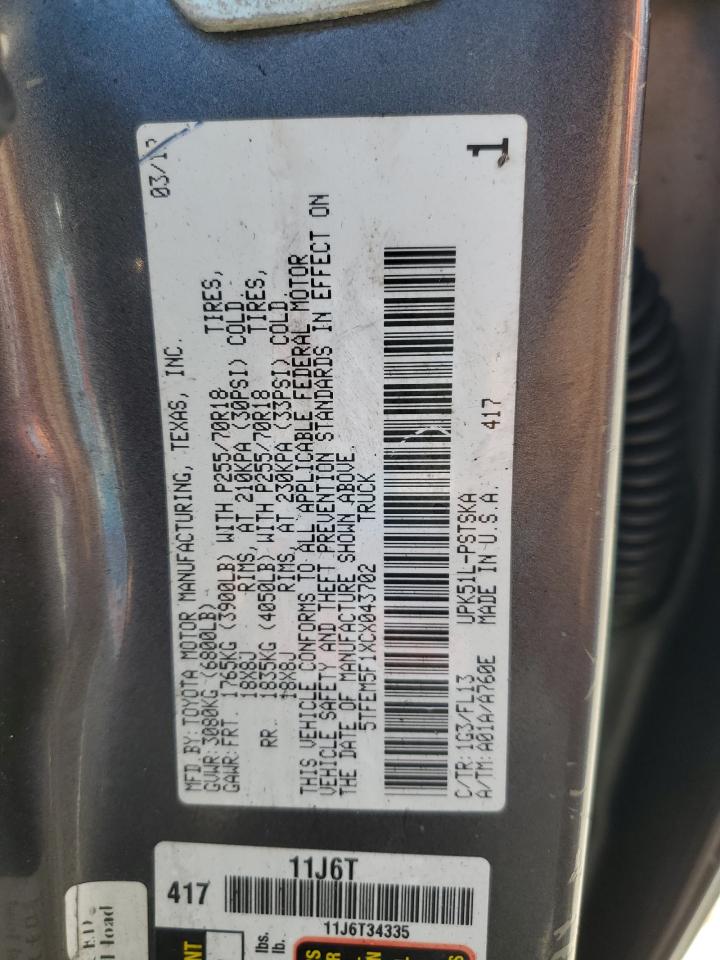 03/1
MFD BY: TOYOTA MOTOR MANUFACTURING, TEXAS, INC.
GVWR: 3080KG (6800LB)
GAWR: FRT. 1765KG (3900LB) WITH P255/70R18 TIRES,
18X8J RIMS, AT 210KPA (30PSI) COLD.
RR. 1835KG (4050LB) WITH P255/70R18 TIRES,
18X8J RIMS, AT 230KPA (33PSI) COLD.
THIS VEHICLE CONFORMS TO ALL APPLICABLE FEDERAL MOTOR
VEHICLE SAFETY AND THEFT PREVENTION STANDARDS IN EFFECT ON
THE DATE OF MANUFACTURE SHOWN ABOVE.
5TFEM5F1XCX043702 TRUCK
C/TR: 1G3/FL13 UPK51L-PSTSKA 417
A/TM: A01A/A760E MADE IN U.S.A.
1
11J6T
417
11J6T34335
lbs.
lb.
load